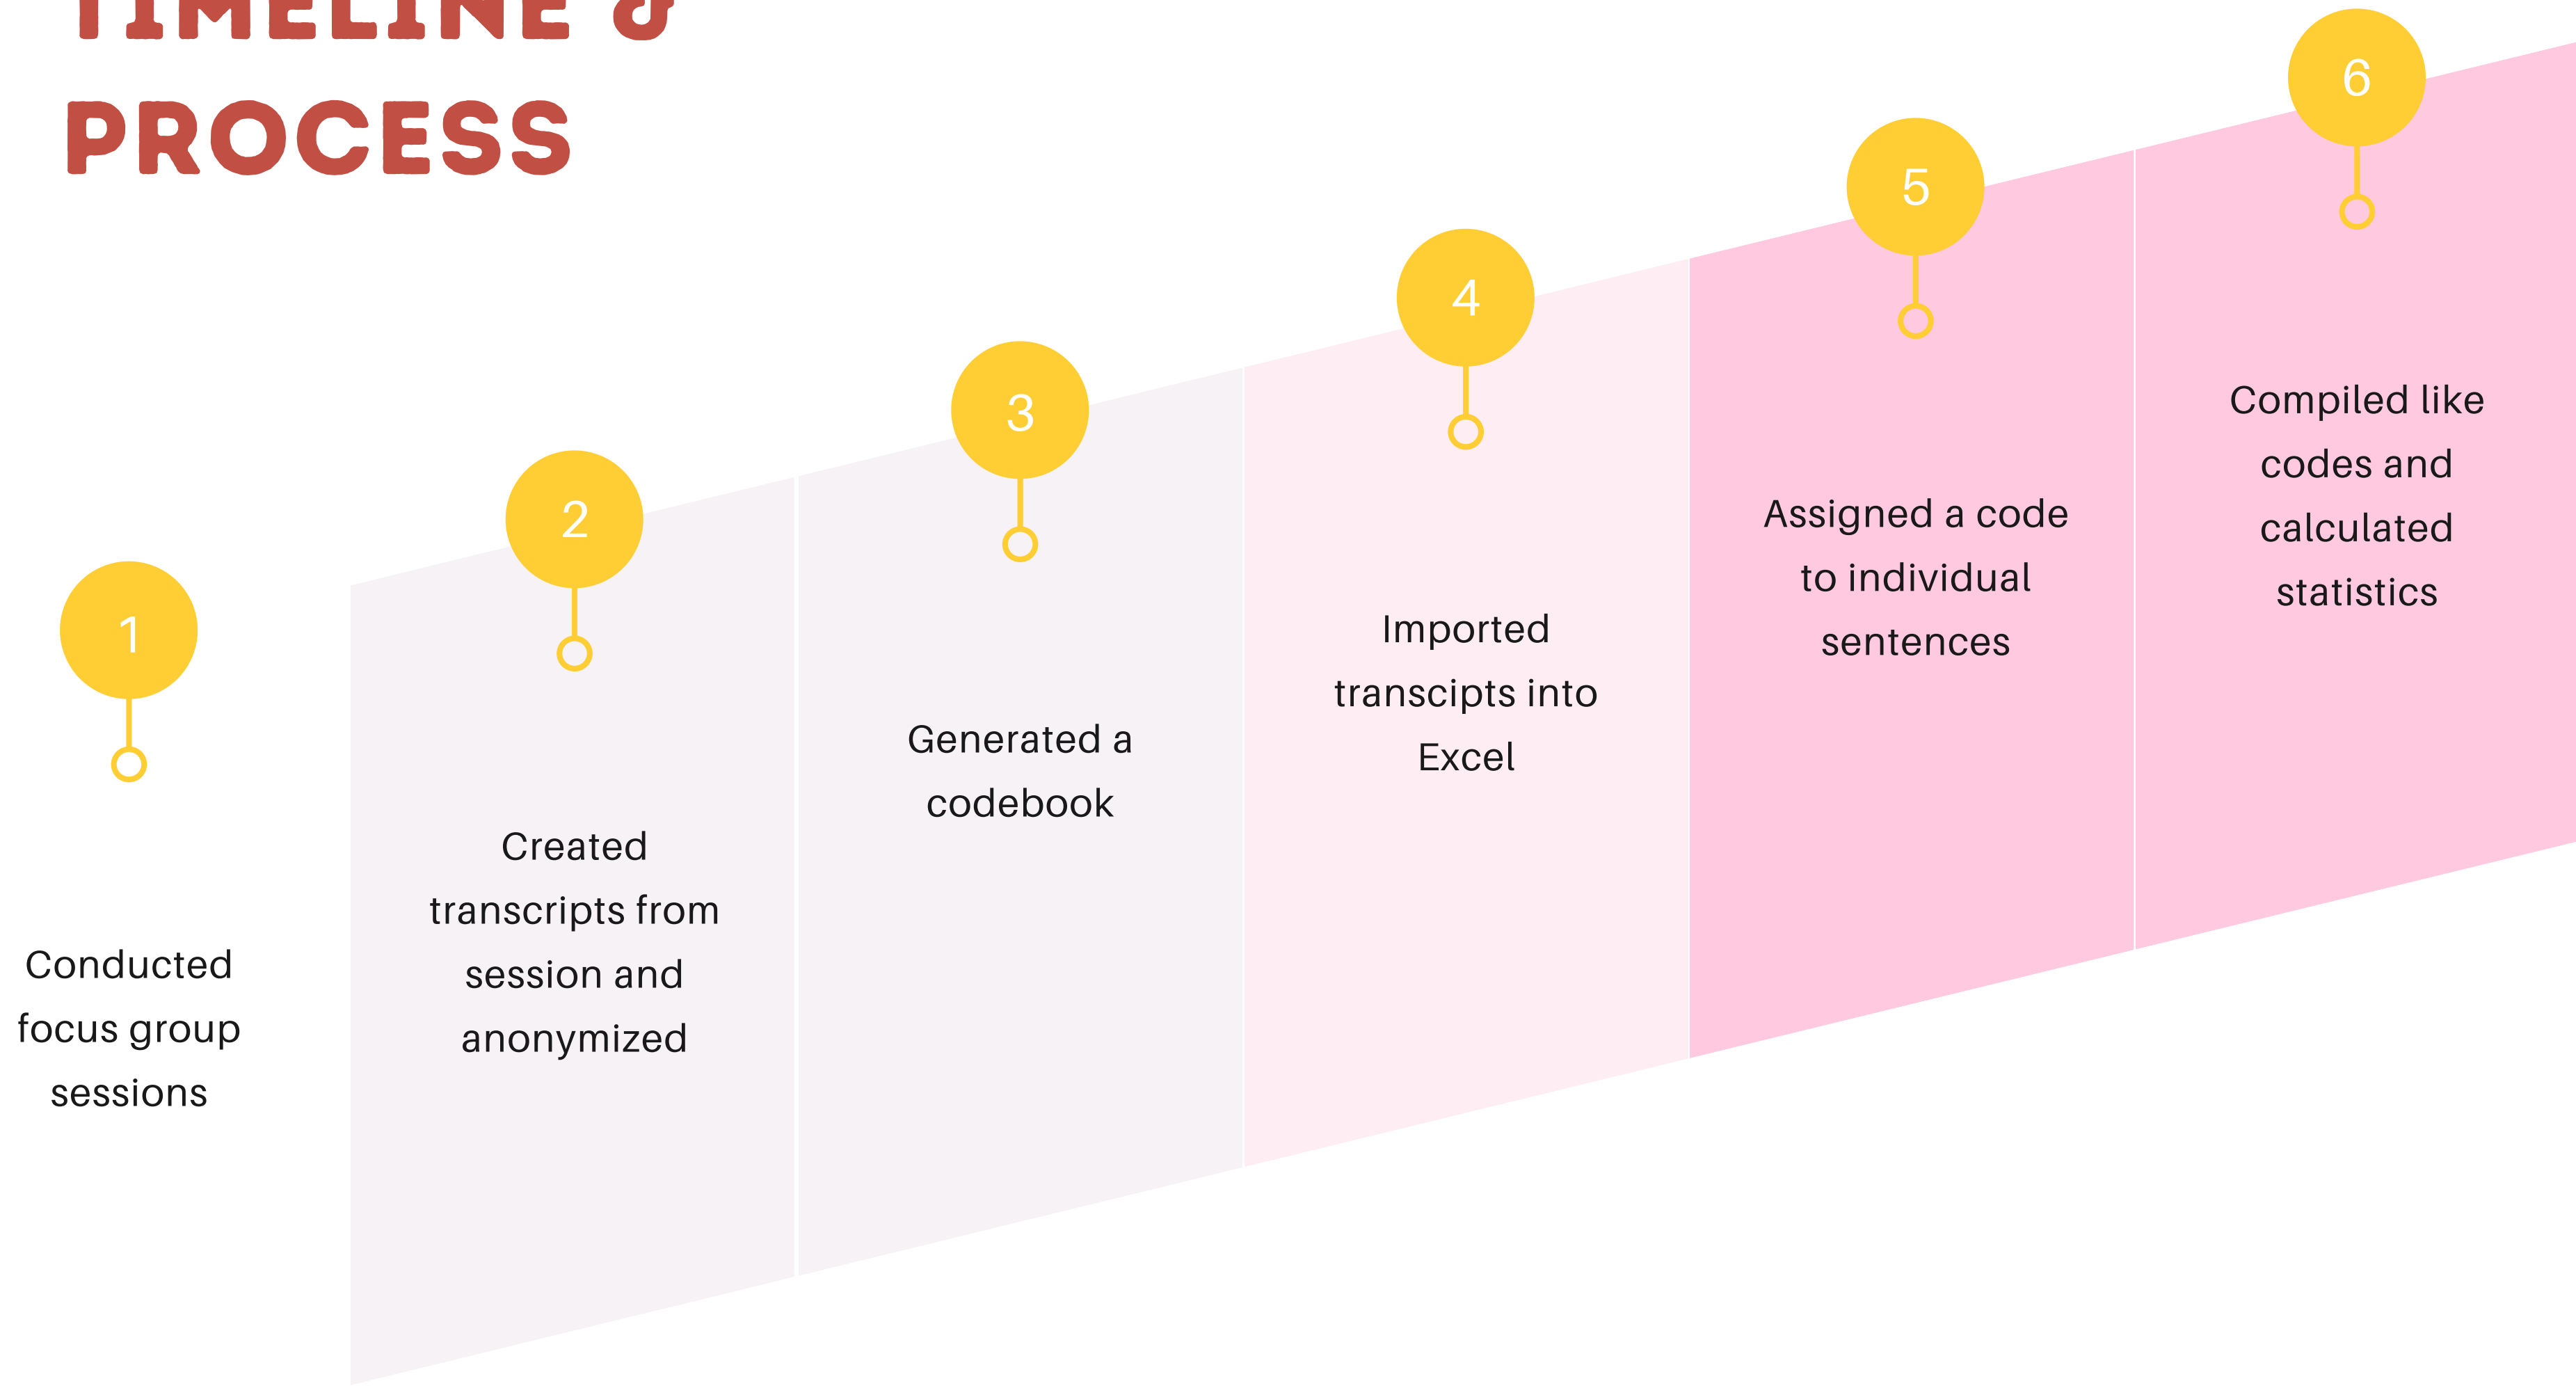 TIMELINE &
PROCESS
1
Conducted
focus group
sessions
2
Created
transcripts from
session and
anonymized
3
Generated a
codebook
4
Imported
transcipts into
Excel
5
Assigned a code
to individual
sentences
6
Compiled like
codes and
calculated
statistics